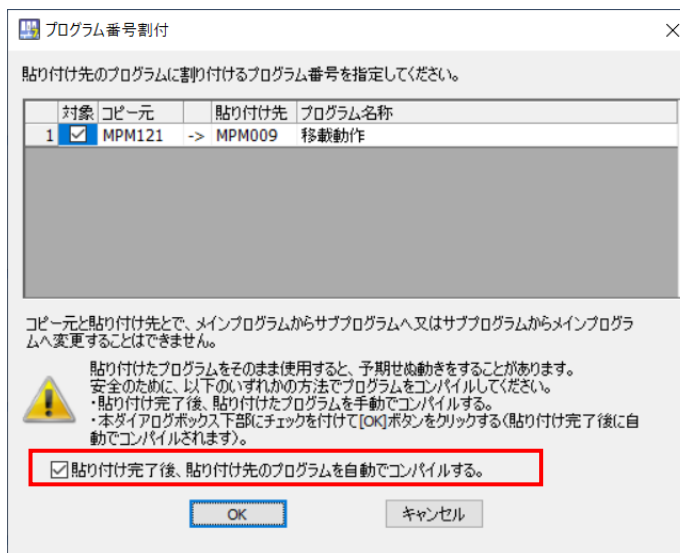 プログラム番号割付
貼り付け先のプログラムに割り付けるプログラム番号を指定してください。
対象 コピー元 貼り付け先 プログラム名称
1 MPM121 -> MPM009 移載動作
コピー元と貼り付け先とで、メインプログラムからサブプログラムへ又はサブプログラムからメインプログラ
ムへ変更することはできません。
貼り付けたプログラムをそのまま使用すると、予期せぬ動きをすることがあります。
安全のために、以下のいずれかの方法でプログラムをコンパイルしてください。
・貼り付け完了後、貼り付けたプログラムを手動でコンパイルする。
・本ダイアログボックス下部にチェックを付けて[OK]ボタンをクリックする(貼り付け完了後に自
動でコンパイルされます)。
貼り付け完了後、貼り付け先のプログラムを自動でコンパイルする。
OK キャンセル